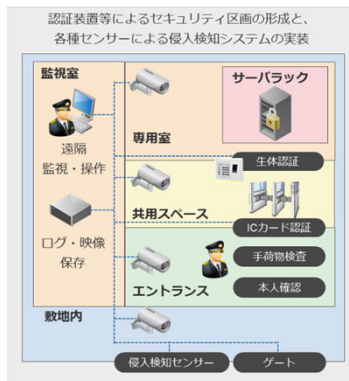 認証装置等によるセキュリティ区画の形成と、
各種センサーによる侵入検知システムの実装
監視室
遠隔
監視・操作
ログ・映像
保存
専用室
サーバラック
生体認証
共用スペース
ICカード認証
手荷物検査
エントランス
本人確認
敷地内
侵入検知センサー
ゲート